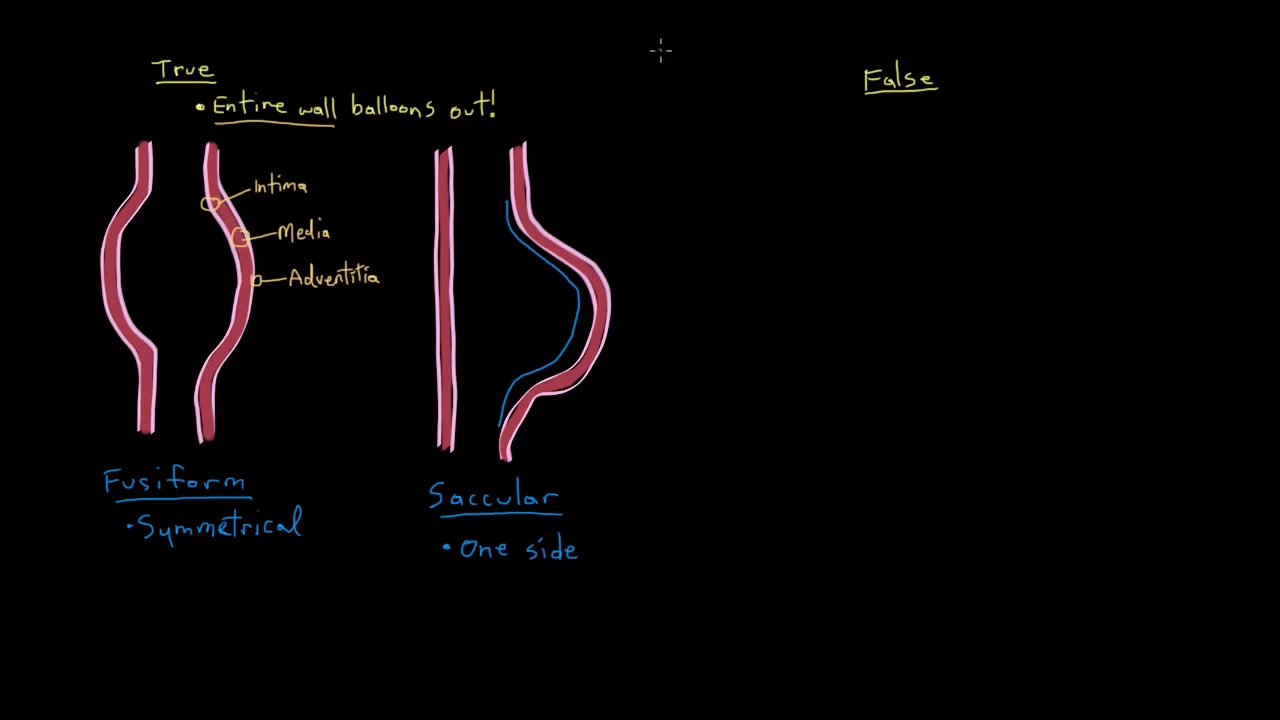 True
• Entire wall balloons out!
Intima
Media
Adventitia
Fusiform
• Symmetrical
Saccular
• One side
False